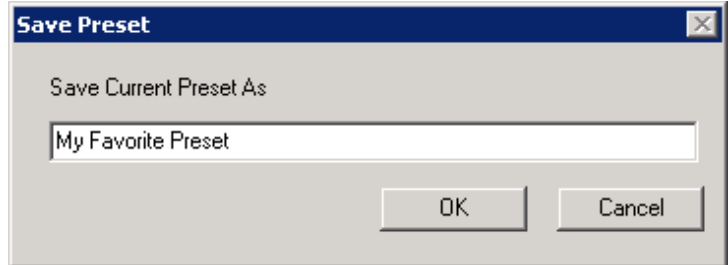 Save Preset
Save Current Preset As
My Favorite Preset
OK Cancel